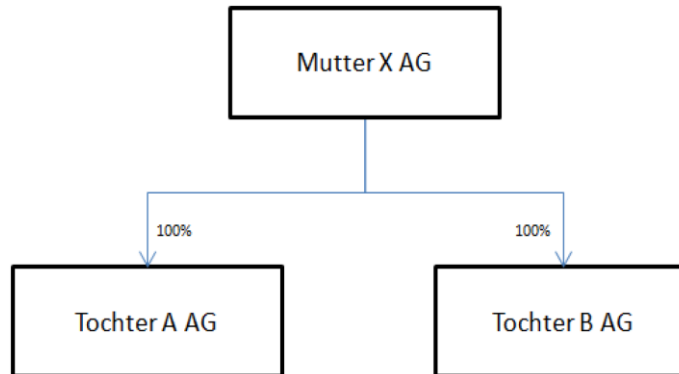 Mutter X AG
100%
100%
Tochter A AG
Tochter B AG